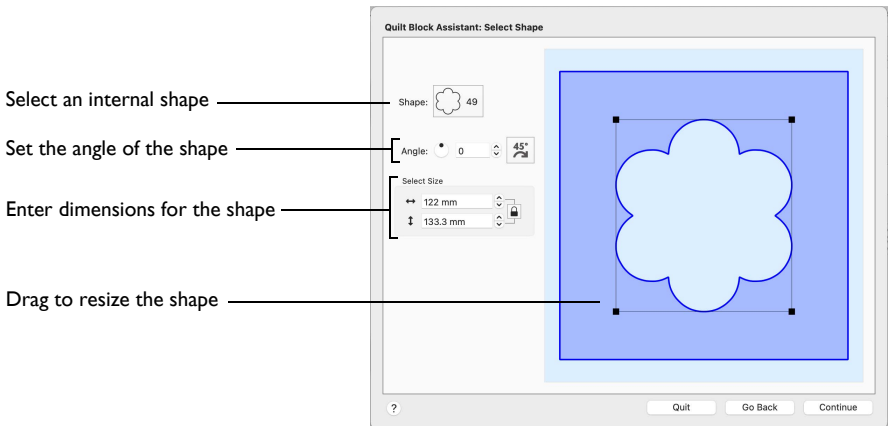 Quilt Block Assistant: Select Shape
Select an internal shape
Shape: 49
Set the angle of the shape
Angle: 0 45°
Select Size
Enter dimensions for the shape
122 mm
133.3 mm
Drag to resize the shape
? Quit Go Back Continue